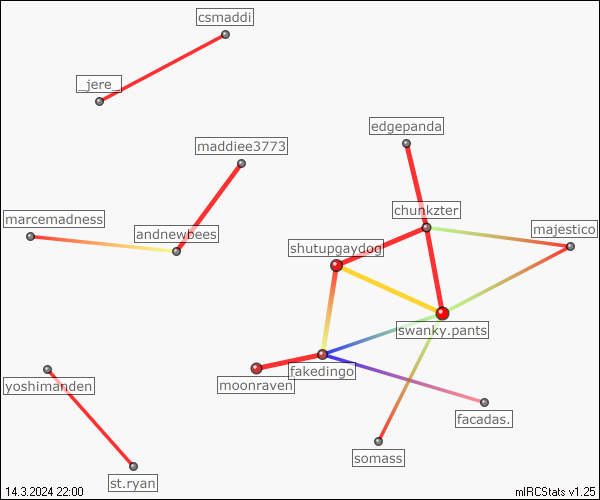 csmaddi
_jere_
edgepanda
maddiee3773
chunkzter
marcemadness
majestico
andnewbees
shutupgaydog
swanky.pants
fakedingo
moonraven
yoshimanden
facadas.
somass
st.ryan
14.3.2024 22:00
mIRCStats v1.25